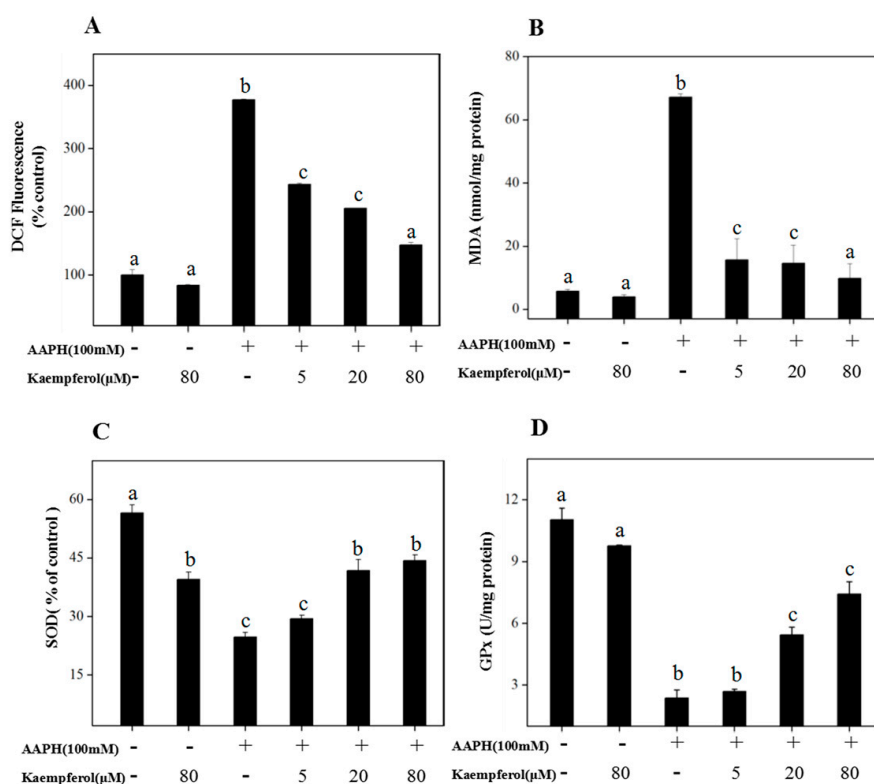 A
DCF Fluorescence
(% control)
400
300
200
100
a
a
b
c
c
a
AAPH(100mM) - - + + + +
Kaempferol(µM) - 80 - 5 20 80
B
MDA (nmol/mg protein)
80
60
40
20
0
a
a
b
c
c
a
AAPH(100mM) - - + + + +
Kaempferol(µM) - 80 - 5 20 80
C
SOD( % of control)
60
45
30
15
a
b
c
c
b
b
AAPH(100mM) - - + + + +
Kaempferol(µM) - 80 - 5 20 80
D
GPx (U/mg protein)
12
9
6
3
a
a
b
b
c
c
AAPH(100mM) - - + + + +
Kaempferol(µM) - 80 - 5 20 80